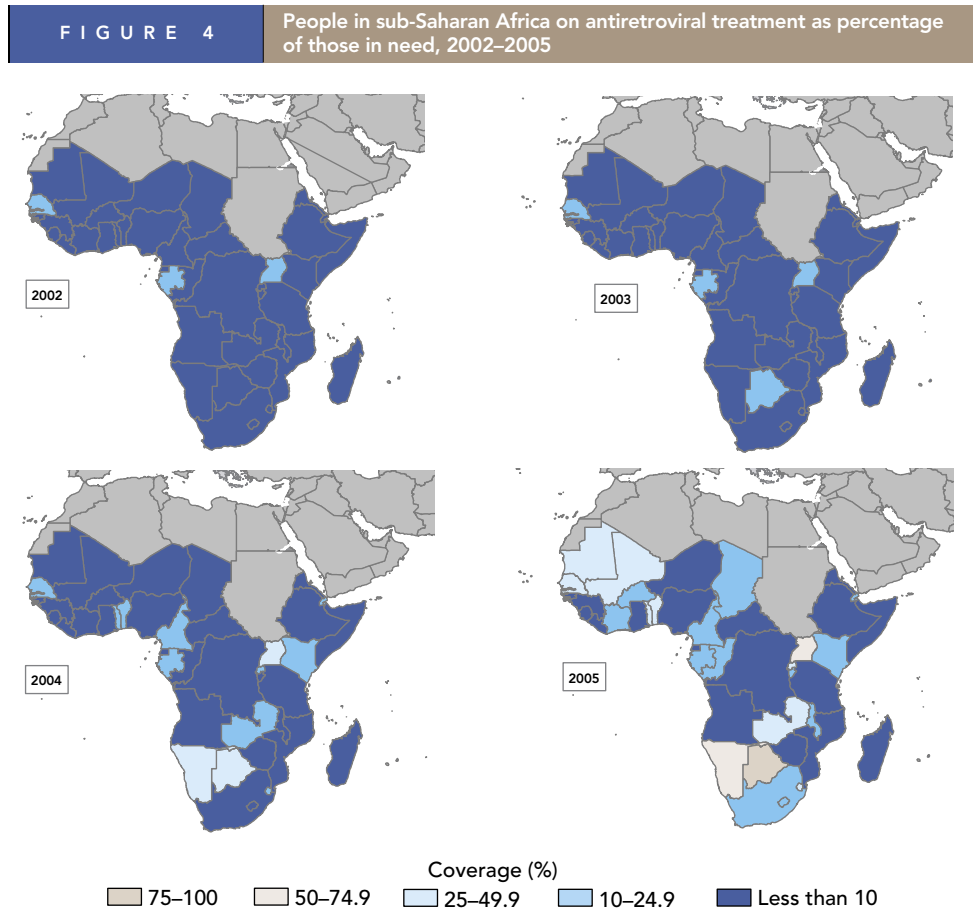 FIGURE 4
People in sub-Saharan Africa on antiretroviral treatment as percentage
of those in need, 2002–2005
2002
2003
2004
2005
Coverage (%)
75–100
50–74.9
25–49.9
10–24.9
Less than 10